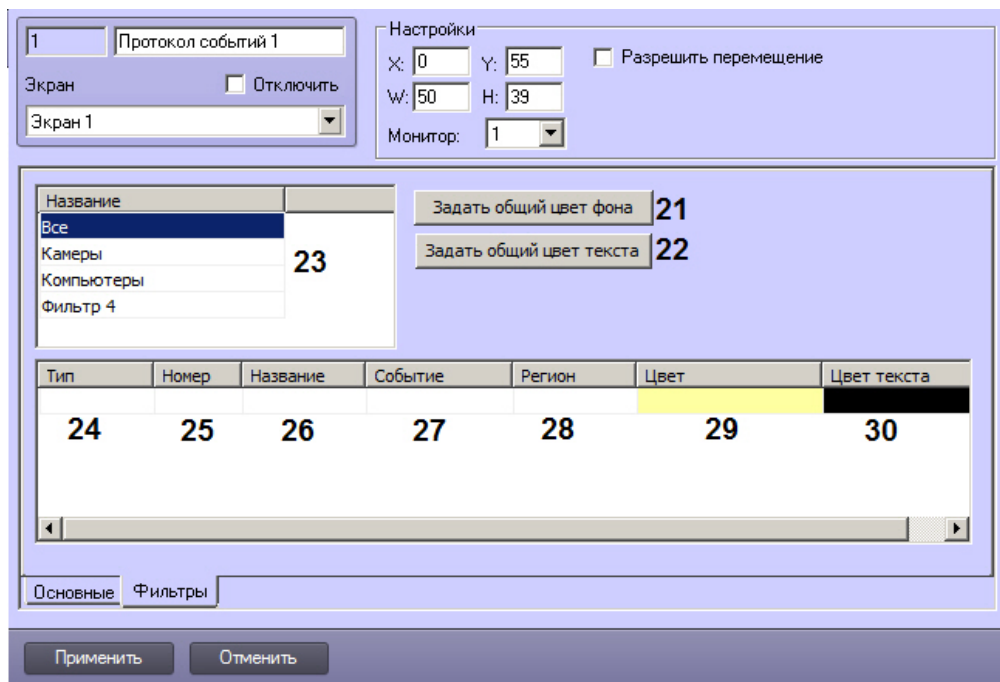 1 Протокол событий 1
Экран Отключить
Экран 1
Настройки
X: 0 Y: 55 Разрешить перемещение
W: 50 H: 39
Монитор: 1
Название
Все
Камеры
Компьютеры
Фильтр 4
23
Задать общий цвет фона 21
Задать общий цвет текста 22
Тип Номер Название Событие Регион Цвет Цвет текста
24 25 26 27 28 29 30
Основные Фильтры
Применить Отменить